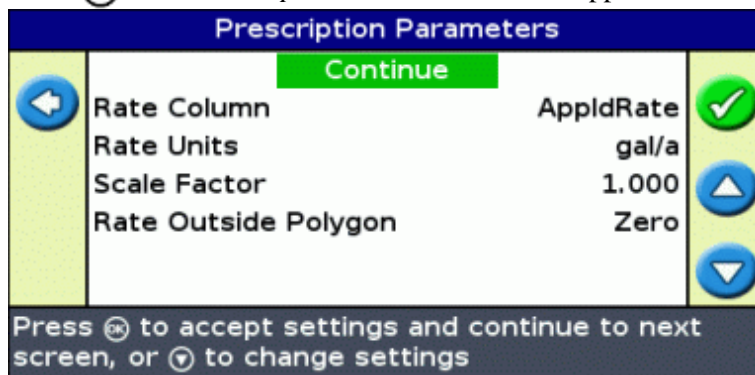 Prescription Parameters
Continue
Rate Column AppldRate
Rate Units gal/a
Scale Factor 1.000
Rate Outside Polygon Zero
Press OK to accept settings and continue to next
screen, or to change settings